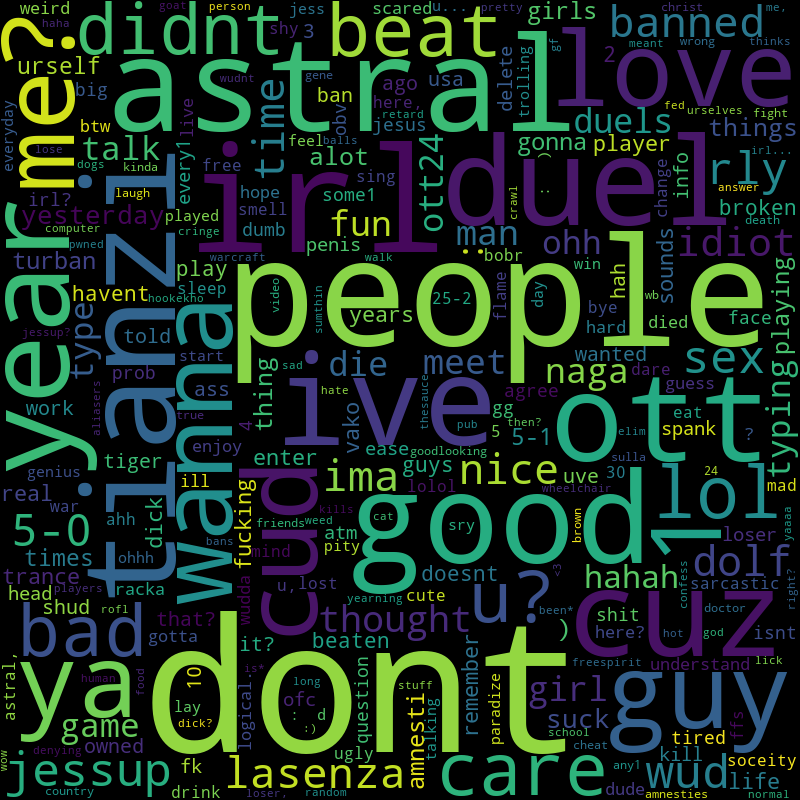 weird
goat
person
jess
scared
u...
pretty
christ
me.
haha
didnt
beat
shy
3
girls
gf
meant
wrong
thinks
banned
me?
urself
big
btw
astral
ago
usa
ban
obv
here,
.retard
delete
trolling
love
2
fed
urselves
fight
duels
things
everyday
lose
dogs
talk
kinda
every1
live
time
gene
wudnt
feel
balls
jesus
:)
gonna
player
irl...
info
rly
irl?
laugh
free
irl
alot
sing
cringe
ott24
crawl
duel
change
answer
death
broken
yesterday
played
hope
smell
dumb
some1
penis
fun
man
..
bobr
ohh
win
hah
sounds
idiot
computer
pwned
turban
type
warcraft
walk
bye
hard
died
wb
jessup?
havent
hookekho
play
sleep
people
25-2
flame
day
face
year
.tianzi
told
start
video
sumthin
years
wanted
playing
work
prob
ass
wanna
sad
die
meet
agree
naga
dare
guess
sex
aliasers
true
enjoy
thing
hate
ive
thesauce
pub
gg
5
then?
5-1
ott
eat
?
spank
elim
typing
genius
tiger
4
vako
ease
goodlooking
sulla
real
war
ill
enter
guys
uve
30
24
mad
ahh
dick
fucking
ima
lolol
nice
wheelchair
lol
loser
yaaaa
5-0
ohhh
bans
friends
weed
kills
cat
good
brown
1
times
cud
mind
atm
pity
sry
doesnt
<3
hahah
dolf
trance
players
racka
wudda
u,lost
cute
u?
confess
sarcastic
doctor
right?
head
rofl
shud
that?
yearning
been*
cuz
isnt
bad
gotta
it?
thought
beaten
)
shit
here?
hot
god
astral,
ya
human
food
10
logical.
is*
dont
question
remember
freespirit
understand
lick
game
lay
ofc
long
:
d
:)
stuff
talking
paradize
girl
suck
guy
ffs
owned
dick?
ugly
amnesti
school
tired
soceity
wow
denying
fk
jessup
lasenza
care
cheat
any1
kill
wud
life
country
drink
loser,
random
dude
amnesties
normal